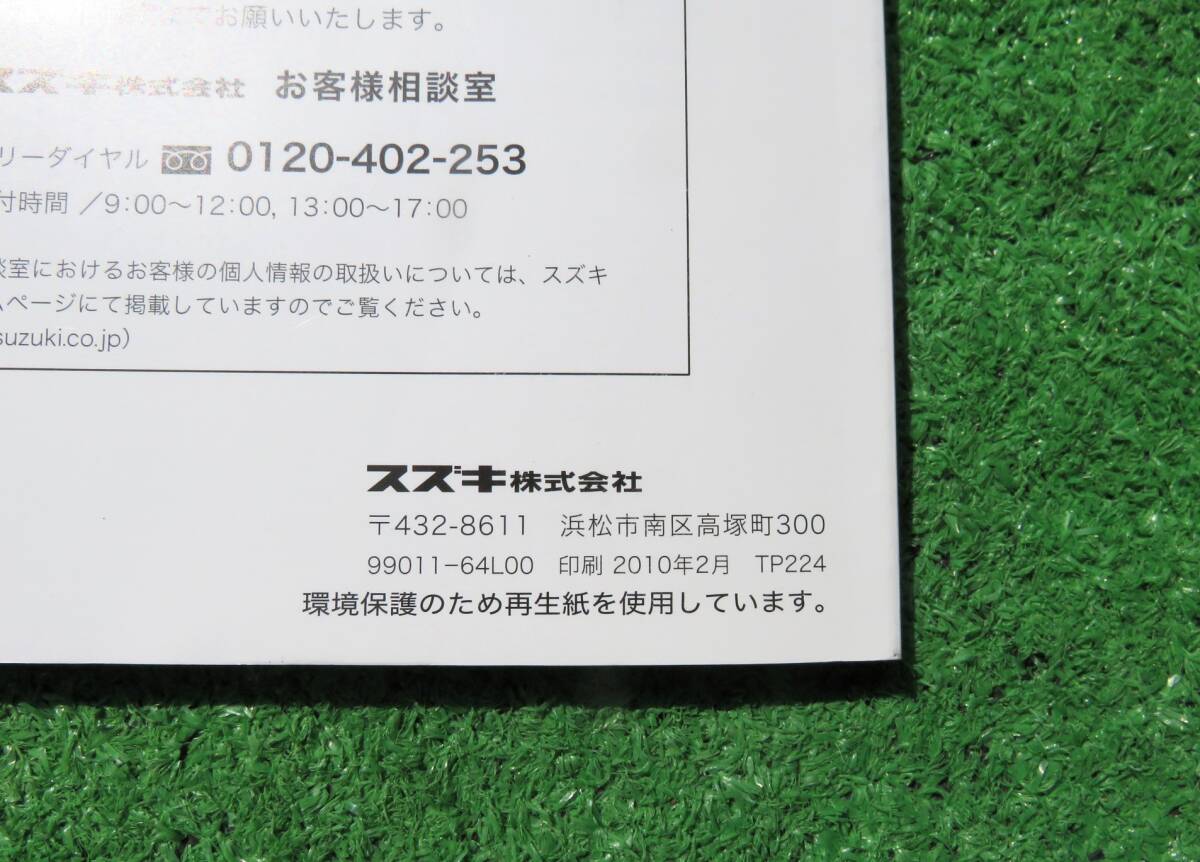 お願いいたします。
スズキ株式会社 お客様相談室
リーダイヤル 0120-402-253
付時間 ／9:00～12:00, 13:00～17:00
談室におけるお客様の個人情報の取扱いについては、スズキ
ムページにて掲載していますのでご覧ください。
suzuki.co.jp)
スズキ株式会社
〒432-8611 浜松市南区高塚町300
99011-64L00 印刷 2010年2月 TP224
環境保護のため再生紙を使用しています。